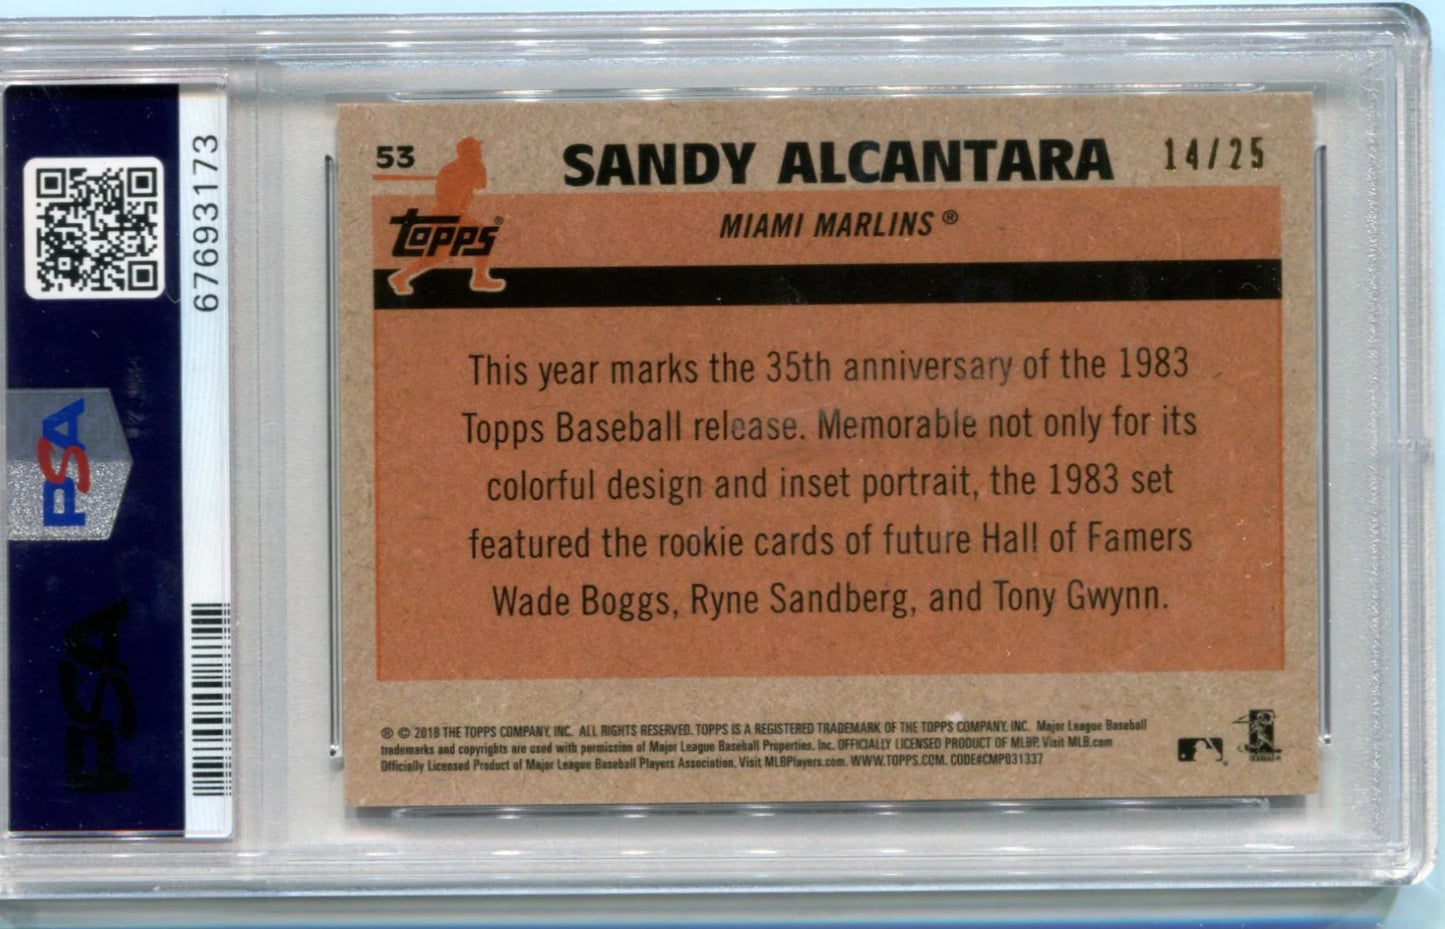 67693173
PSA
PSA
53
SANDY ALCANTARA
14/25
Topps®
MIAMI MARLINS®
This year marks the 35th anniversary of the 1983
Topps Baseball release. Memorable not only for its
colorful design and inset portrait, the 1983 set
featured the rookie cards of future Hall of Famers
Wade Boggs, Ryne Sandberg, and Tony Gwynn.
® © 2018 THE TOPPS COMPANY, INC. ALL RIGHTS RESERVED. TOPPS IS A REGISTERED TRADEMARK OF THE TOPPS COMPANY, INC. Major League Baseball
trademarks and copyrights are used with permission of Major League Baseball Properties, Inc. OFFICIALLY LICENSED PRODUCT OF MLBP. Visit MLB.com
Officially Licensed Product of Major League Baseball Players Association. Visit MLBPlayers.com. WWW.TOPPS.COM. CODE#CMP031337